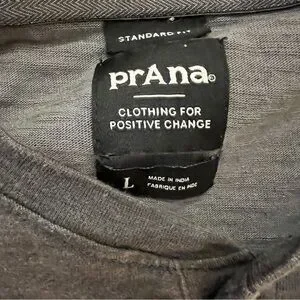 STANDARD FIT
prAna®
CLOTHING FOR
POSITIVE CHANGE
L
MADE IN INDIA
FABRIQUE EN INDE